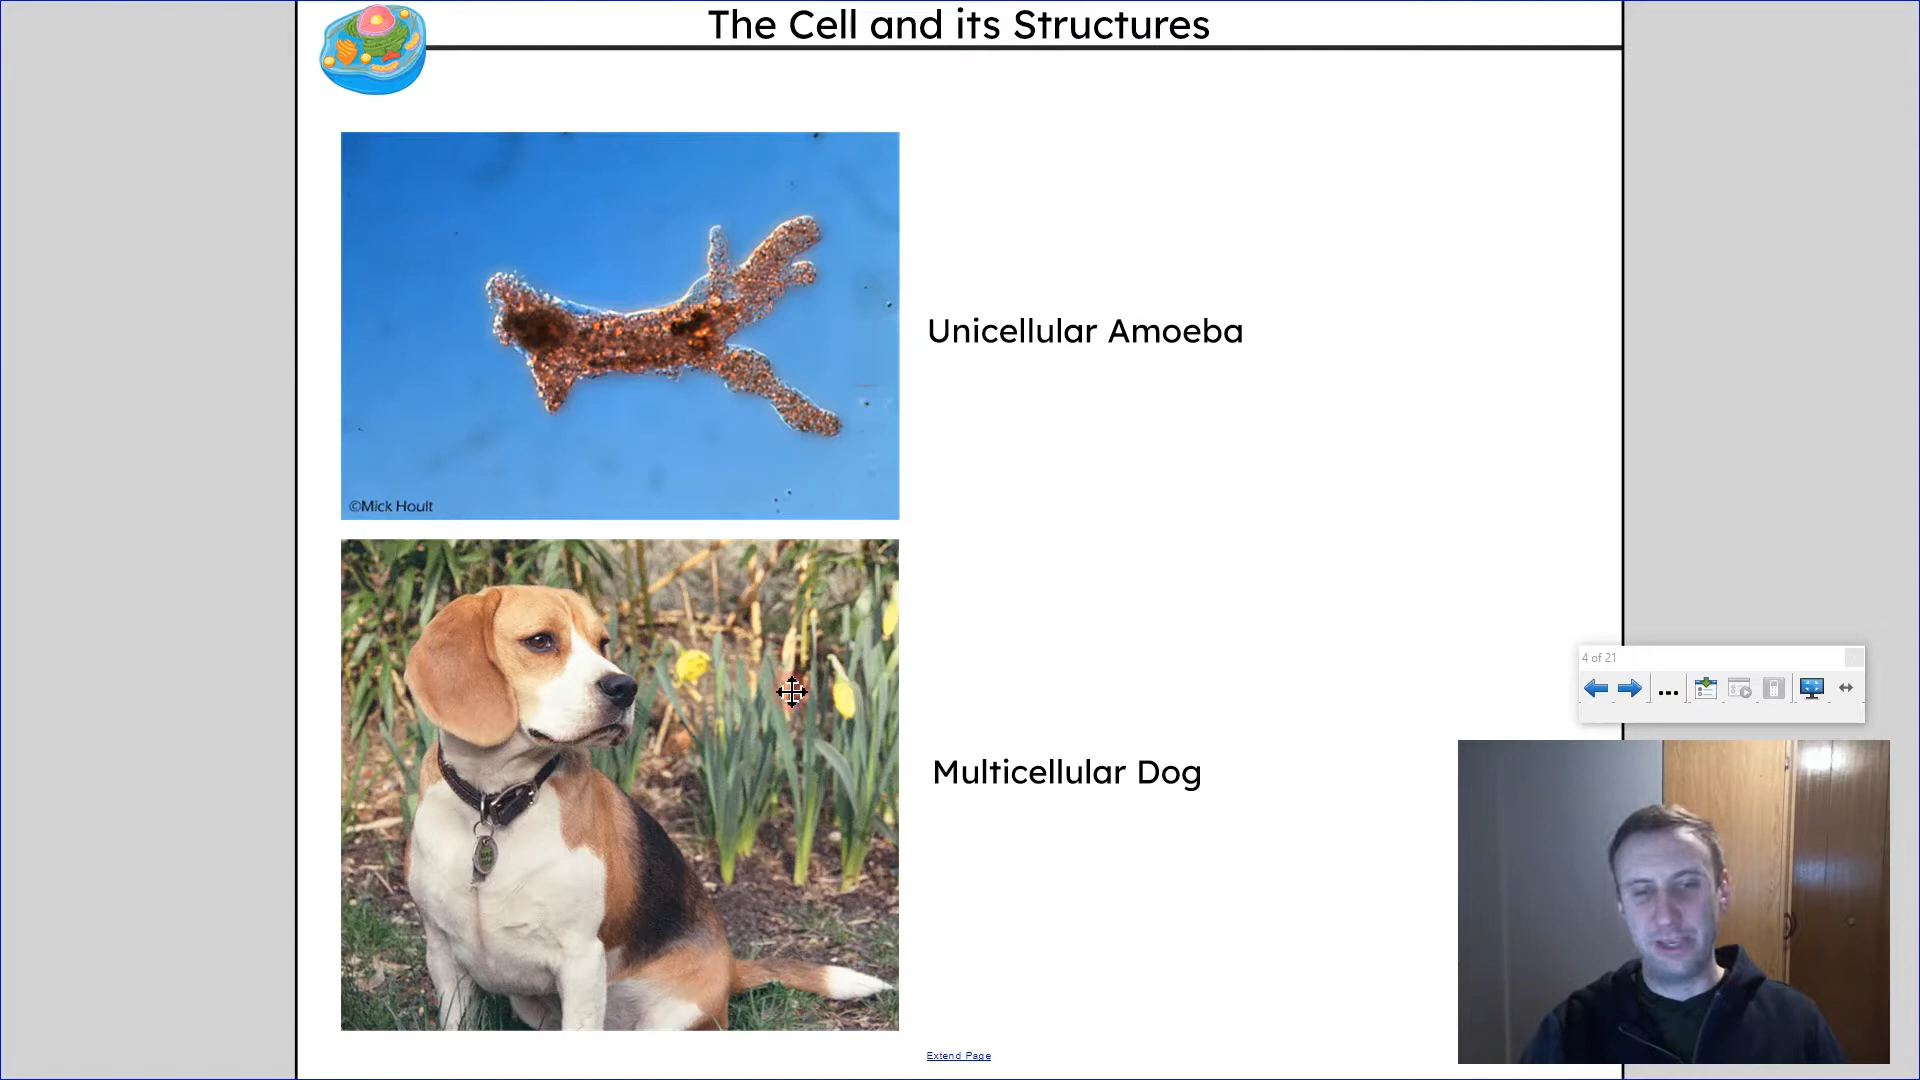 The Cell and its Structures
Unicellular Amoeba
©Mick Hoult
Multicellular Dog
4 of 21
Extend Page